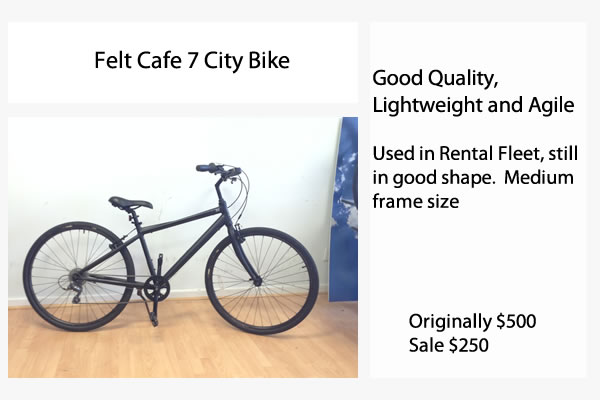 Felt Cafe 7 City Bike
Good Quality,
Lightweight and Agile
Used in Rental Fleet, still
in good shape.  Medium
frame size
Originally $500
Sale $250